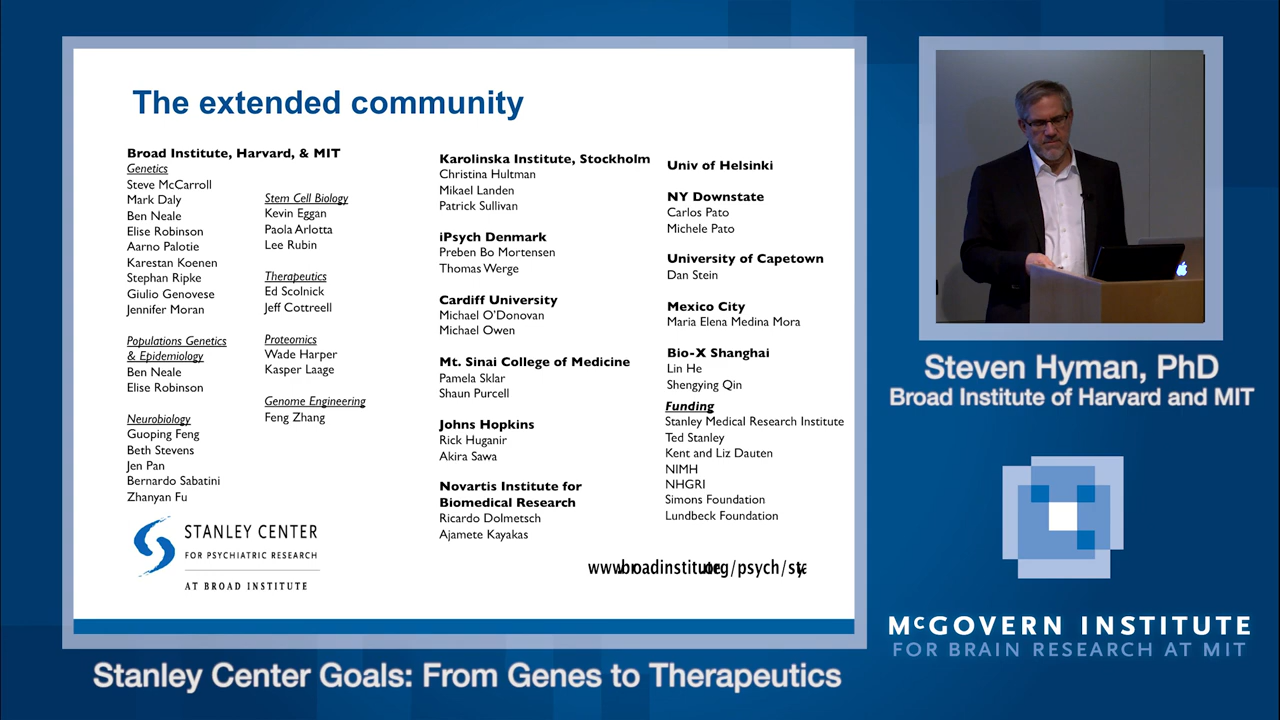 The extended community
Broad Institute, Harvard, & MIT
Genetics
Steve McCarroll
Mark Daly
Ben Neale
Elise Robinson
Aarno Palotie
Karestan Koenen
Stephan Ripke
Giulio Genovese
Jennifer Moran
Populations Genetics
& Epidemiology
Ben Neale
Elise Robinson
Neurobiology
Guoping Feng
Beth Stevens
Jen Pan
Bernardo Sabatini
Zhanyan Fu
Stem Cell Biology
Kevin Eggan
Paola Arlotta
Lee Rubin
Therapeutics
Ed Scolnick
Jeff Cottreell
Proteomics
Wade Harper
Kasper Laage
Genome Engineering
Feng Zhang
Karolinska Institute, Stockholm
Christina Hultman
Mikael Landen
Patrick Sullivan
iPsych Denmark
Preben Bo Mortensen
Thomas Werge
Cardiff University
Michael O'Donovan
Michael Owen
Mt. Sinai College of Medicine
Pamela Sklar
Shaun Purcell
Johns Hopkins
Rick Huganir
Akira Sawa
Novartis Institute for
Biomedical Research
Ricardo Dolmetsch
Ajamete Kayakas
Univ of Helsinki
NY Downstate
Carlos Pato
Michele Pato
University of Capetown
Dan Stein
Mexico City
Maria Elena Medina Mora
Bio-X Shanghai
Lin He
Shengying Qin
Funding
Stanley Medical Research Institute
Ted Stanley
Kent and Liz Dauten
NIMH
NHGRI
Simons Foundation
Lundbeck Foundation
STANLEY CENTER
FOR PSYCHIATRIC RESEARCH
AT BROAD INSTITUTE
Steven Hyman, PhD
Broad Institute of Harvard and MIT
McGOVERN INSTITUTE
FOR BRAIN RESEARCH AT MIT
Stanley Center Goals: From Genes to Therapeutics